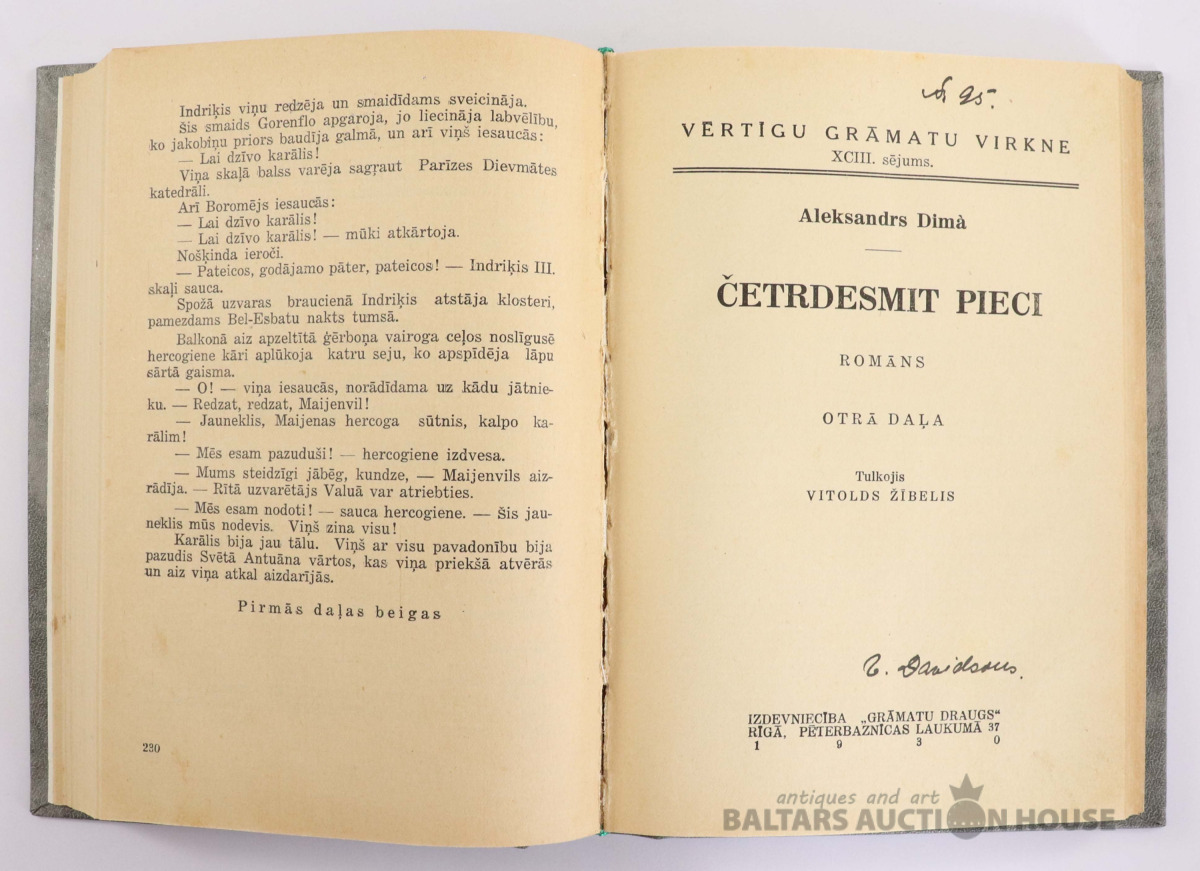 Indriķis viņu redzēja un smaidīdams sveicināja.
Šis smaids Gorenflo apgaroja, jo liecināja labvēlību,
ko jakobiņu priors baudīja galmā, un arī viņš iesaucās:
— Lai dzīvo karālis!
Viņa skaļā balss varēja sagraut Parīzes Dievmātes
katedrāli.
Arī Boromējs iesaucās:
— Lai dzīvo karālis!
— Lai dzīvo karālis! — mūki atkārtoja.
Nošķinda ieroči.
— Pateicos, godājamo pāter, pateicos! — Indriķis III.
skaļi sauca.
Spožā uzvaras braucienā Indriķis atstāja klosteri,
pamezdams Bel-Esbatu nakts tumsā.
Balkonā aiz apzeltītā ģērboņa vairoga ceļos noslīgusē
hercogiene kāri aplūkoja katru seju, ko apspīdēja lāpu
sārtā gaisma.
— O! — viņa iesaucās, norādīdama uz kādu jātnie-
ku. — Redzat, redzat, Maijenvil!
— Jauneklis, Maijenas hercoga sūtnis, kalpo ka-
rālim!
— Mēs esam pazuduši! — hercogiene izdvesa.
— Mums steidzīgi jābēg, kundze, — Maijenvils aiz-
rādīja. — Rītā uzvarētājs Valuā var atriebties.
— Mēs esam nodoti! — sauca hercogiene. — Šis jau-
neklis mūs nodevis. Viņš zina visu!
Karālis bija jau tālu. Viņš ar visu pavadonību bija
pazudis Svētā Antuāna vārtos, kas viņa priekšā atvērās
un aiz viņa atkal aizdarījās.
Pirmās daļas beigas
230
95.
VĒRTĪGU GRĀMATU VIRKNE
XCIII. sējums.
Aleksandrs Dimà
ČETRDESMIT PIECI
ROMĀNS
OTRĀ DAĻA
Tulkojis
VITOLDS ŽĪBELIS
Davidsons.
IZDEVNIECĪBA „GRĀMATU DRAUGS“
RĪGĀ, PĒTERBAZNĪCAS LAUKUMĀ 37
1 9 3 0
antiques and art
BALTARS AUCTION HOUSE